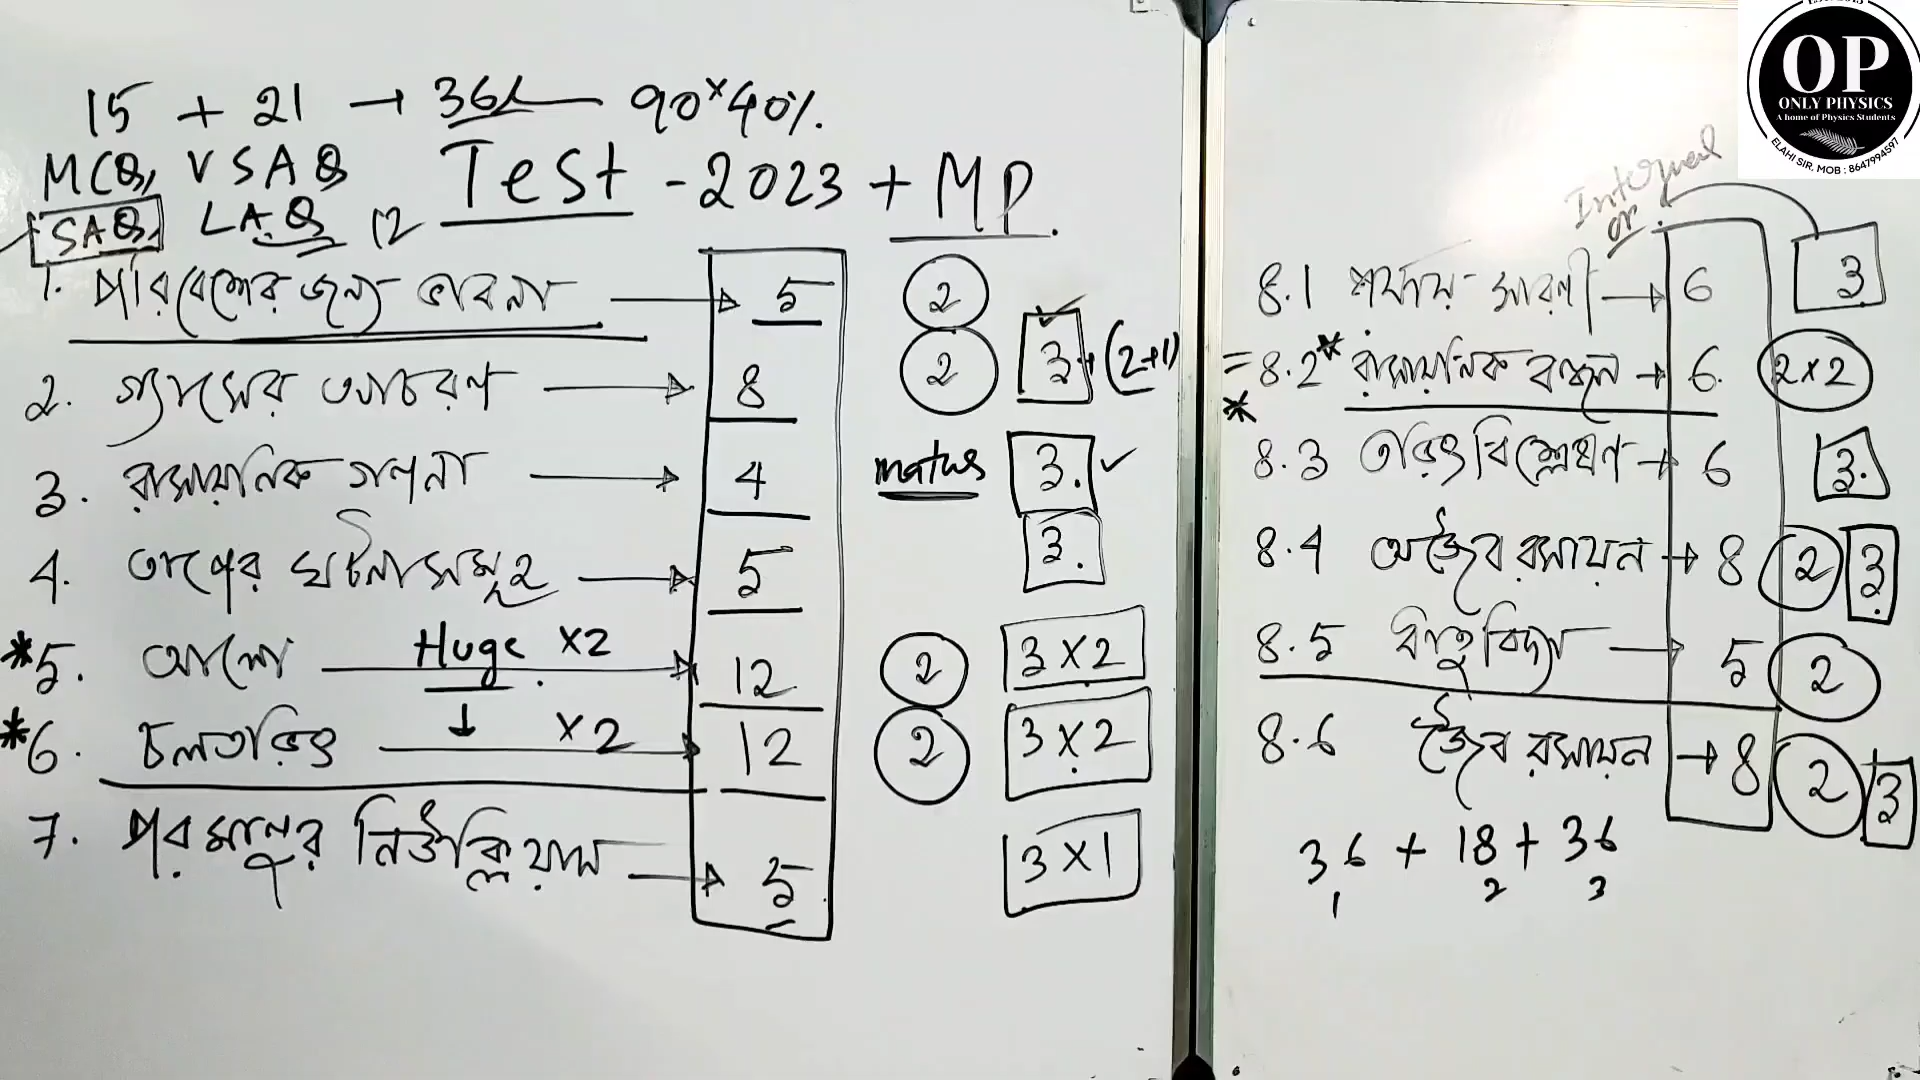 15 + 21 → 36 90×40%
MCQ, VSAQ Test - 2023 + MP.
SAQ, LAQ 12
1. পরিবেশের জন্য ভাবনা → 5 2
2. গ্যাসের আচরণ → 8 2 3 + (2+1)
3. রাসায়নিক গণনা → 4 maths 3.
4. তাপের ঘটনাসমূহ → 5 3.
*5. আলো Huge. ×2 → 12 2 3×2
*6. চলতড়িৎ ↓ ×2 → 12 2 3×2
7. পরমাণুর নিউক্লিয়াস → 5 3×1
Internal
or
8.1 পর্যায় সারণী → 6 3
=8.2* রাসায়নিক বন্ধন → 6. 2×2
*
8.3 তড়িৎবিশ্লেষণ → 6 3.
8.4 অজৈব রসায়ন → 8 2 3
8.5 ধাতুবিদ্যা → 5 2
8.6 জৈব রসায়ন → 8 2 3
36 + 18 + 36
1 2 3
OP
ONLY PHYSICS
A home of Physics Students
ELAHI SIR. MOB : 8647994597